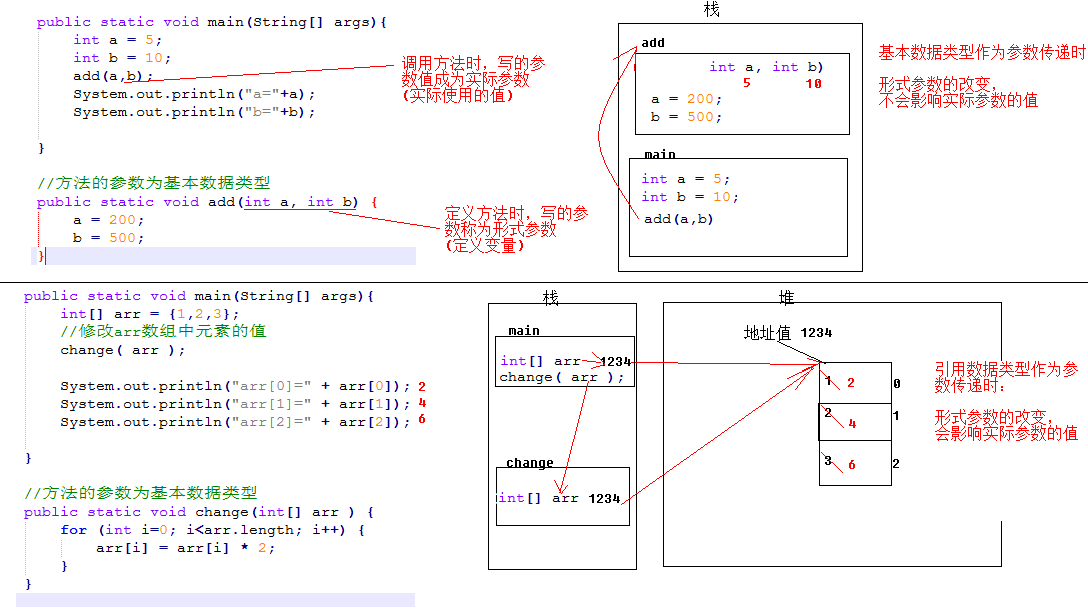 public static void main(String[] args){
int a = 5;
int b = 10;
add(a,b);
System.out.println("a="+a);
System.out.println("b="+b);
}
//方法的参数为基本数据类型
public static void add(int a, int b) {
a = 200;
b = 500;
}
调用方法时，写的参
数值成为实际参数
(实际使用的值)
定义方法时，写的参
数称为形式参数
(定义变量)
栈
add
int a, int b)
5 10
a = 200;
b = 500;
main
int a = 5;
int b = 10;
add(a,b)
基本数据类型作为参数传递时
形式参数的改变，
不会影响实际参数的值
public static void main(String[] args){
int[] arr = {1,2,3};
//修改arr数组中元素的值
change( arr );
System.out.println("arr[0]=" + arr[0]); 2
System.out.println("arr[1]=" + arr[1]); 4
System.out.println("arr[2]=" + arr[2]); 6
}
//方法的参数为基本数据类型
public static void change(int[] arr ) {
for (int i=0; i<arr.length; i++) {
arr[i] = arr[i] * 2;
}
}
栈
main
int[] arr 1234
change( arr );
change
int[] arr 1234
堆
地址值 1234
1 2 0
2 4 1
3 6 2
引用数据类型作为参
数传递时：
形式参数的改变，
会影响实际参数的值